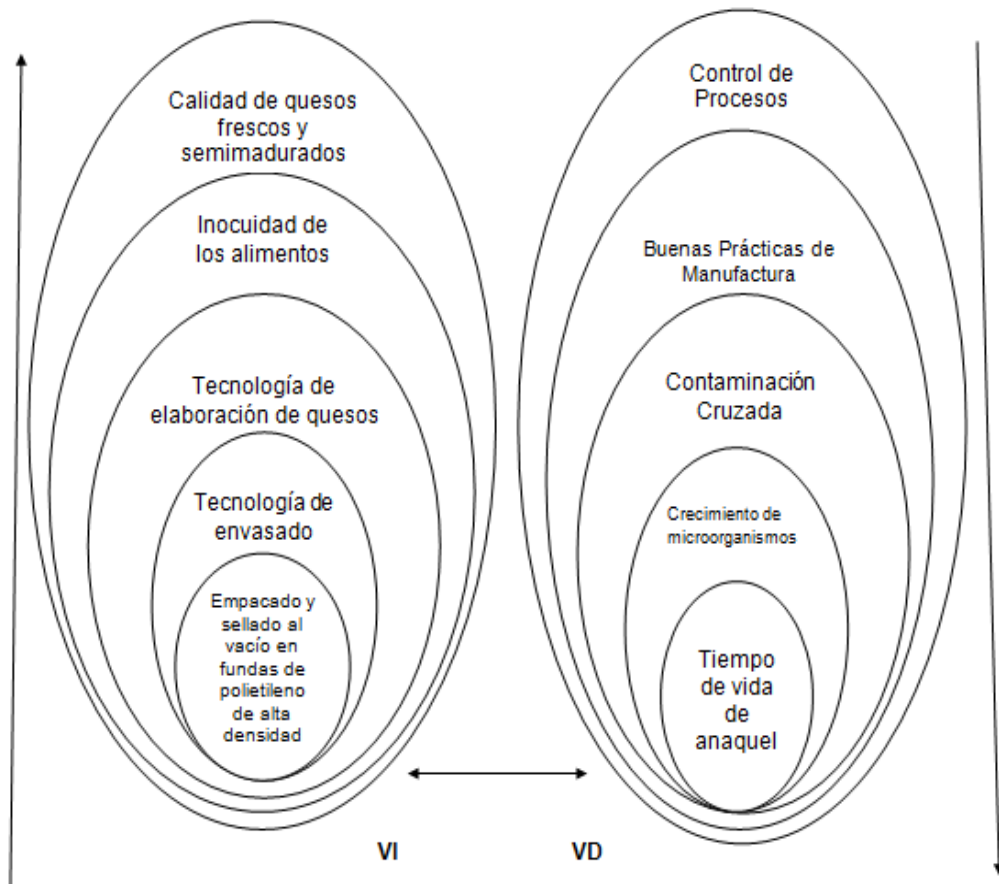 Calidad de quesos
frescos y
semimadurados
Inocuidad de
los alimentos
Tecnología de
elaboración de quesos
Tecnología de
envasado
Empacado y
sellado al
vacío en
fundas de
polietileno
de alta
densidad
Control de
Procesos
Buenas Prácticas de
Manufactura
Contaminación
Cruzada
Crecimiento de
microorganismos
Tiempo
de vida
de
anaquel
VI
VD